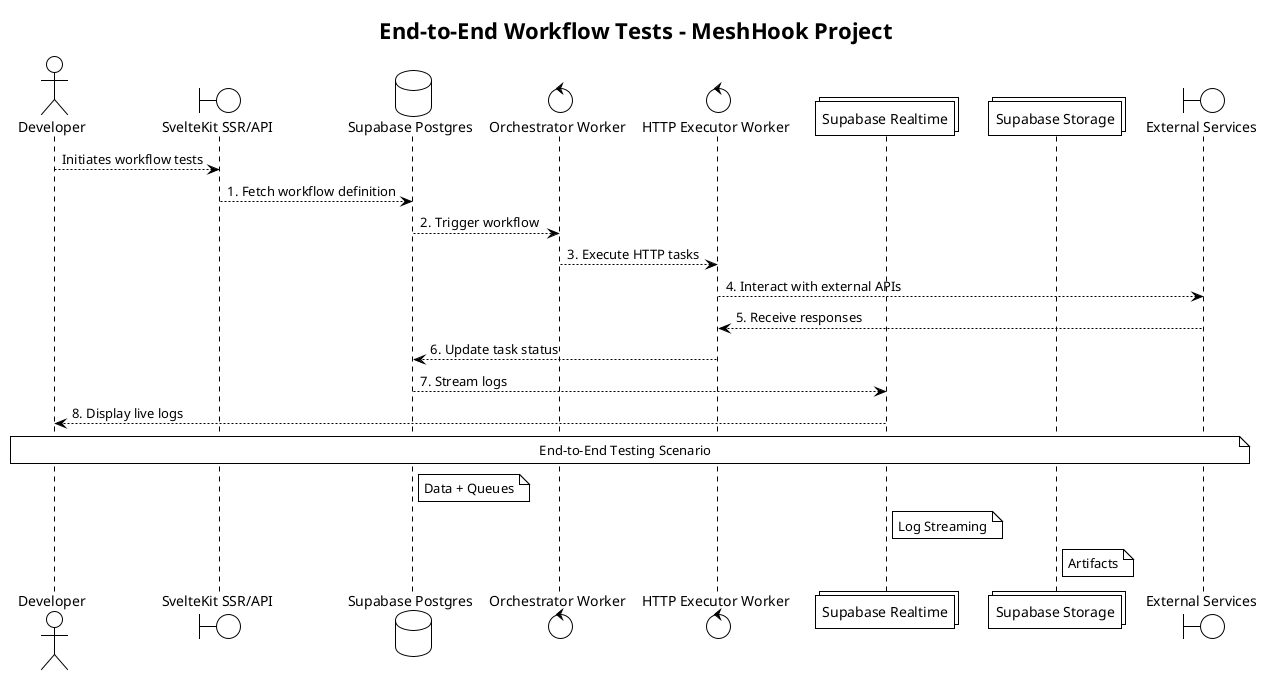 End-to-End Workflow Tests - MeshHook Project
Developer
SvelteKit SSR/API
Supabase Postgres
Orchestrator Worker
HTTP Executor Worker
Supabase Realtime
Supabase Storage
External Services
Initiates workflow tests
1. Fetch workflow definition
2. Trigger workflow
3. Execute HTTP tasks
4. Interact with external APIs
5. Receive responses
6. Update task status
7. Stream logs
8. Display live logs
End-to-End Testing Scenario
Data + Queues
Log Streaming
Artifacts
Developer
SvelteKit SSR/API
Supabase Postgres
Orchestrator Worker
HTTP Executor Worker
Supabase Realtime
Supabase Storage
External Services